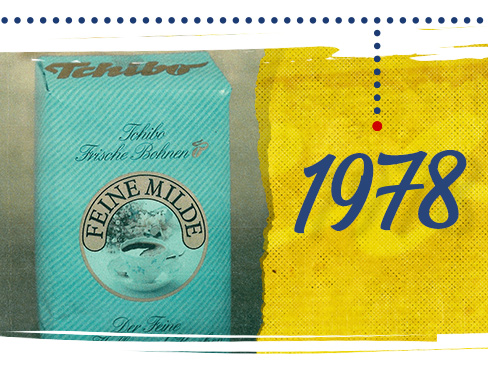 Tchibo
Tchibo
Frische Bohnen
FEINE MILDE
Der Feine
1978